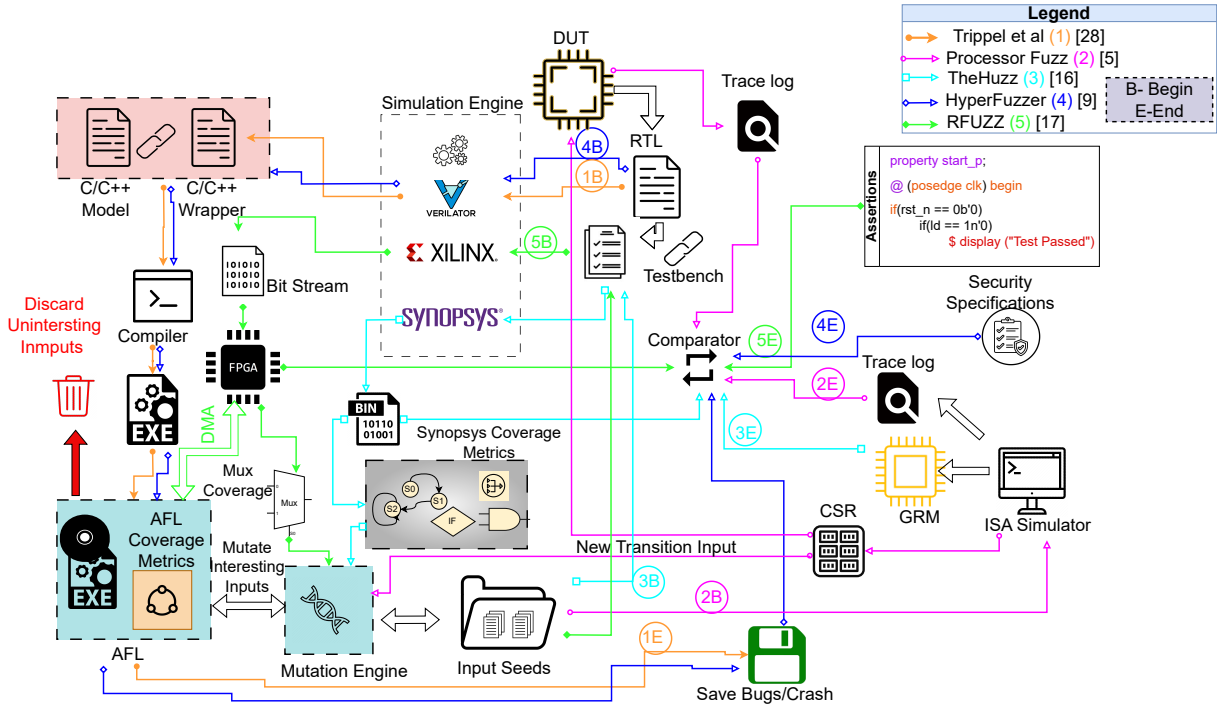 Legend
Trippel et al (1) [28]
Processor Fuzz (2) [5]
TheHuzz (3) [16]
HyperFuzzer (4) [9]
RFUZZ (5) [17]
B- Begin
E-End
DUT
Trace log
Simulation Engine
RTL
4B
1B
VERILATOR
C/C++
Model
C/C++
Wrapper
property start_p;
@ (posedge clk) begin
if(rst_n == 0b'0)
if(ld == 1n'0)
$ display ("Test Passed")
Assertions
XILINX
5B
Testbench
10101
01010
10101
Bit Stream
Security
Specifications
Discard
Unintersting
Inmputs
SYNOPSYS
Compiler
Comparator
5E
4E
Trace log
FPGA
2E
EXE
BIN
10110
01001
DMA
Synopsys Coverage
Metrics
3E
Mux
Coverage
Mux
S0
S1
S2
IF
GRM
ISA Simulator
CSR
AFL
Coverage
Metrics
EXE
Mutate
Interesting
Inputs
New Transition Input
3B
2B
1E
AFL
Mutation Engine
Input Seeds
Save Bugs/Crash